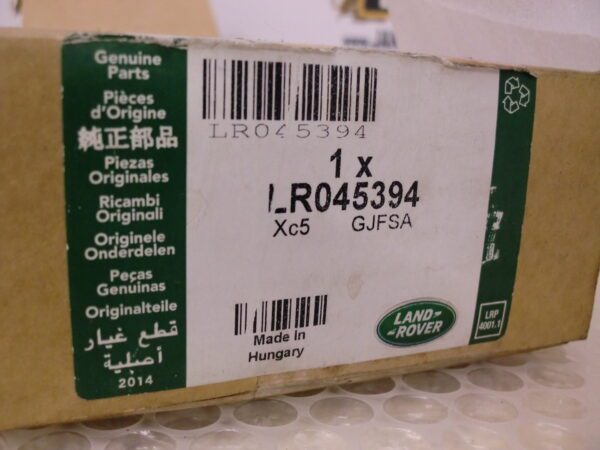 Genuine
Parts
Pièces
d'Origine
純正部品
Piezas
Originales
Ricambi
Originali
Originele
Onderdelen
Peças
Genuinas
Originalteile
قطع غيار
أصلية
2014
LR045394
1 x
LR045394
Xc5 GJFSA
Made In
Hungary
LAND
ROVER
LRP
4001.1